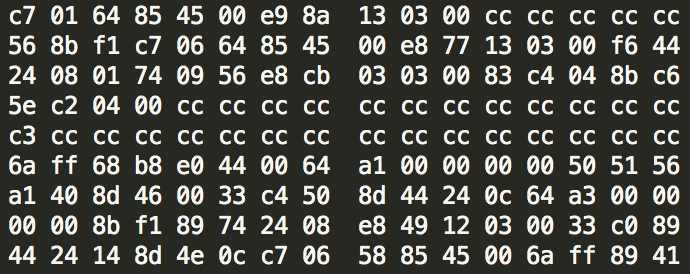 c7 01 64 85 45 00 e9 8a 13 03 00 cc cc cc cc cc
56 8b f1 c7 06 64 85 45 00 e8 77 13 03 00 f6 44
24 08 01 74 09 56 e8 cb 03 03 00 83 c4 04 8b c6
5e c2 04 00 cc cc cc cc cc cc cc cc cc cc cc cc
c3 cc cc cc cc cc cc cc cc cc cc cc cc cc cc cc
6a ff 68 b8 e0 44 00 64 a1 00 00 00 00 50 51 56
a1 40 8d 46 00 33 c4 50 8d 44 24 0c 64 a3 00 00
00 00 8b f1 89 74 24 08 e8 49 12 03 00 33 c0 89
44 24 14 8d 4e 0c c7 06 58 85 45 00 6a ff 89 41